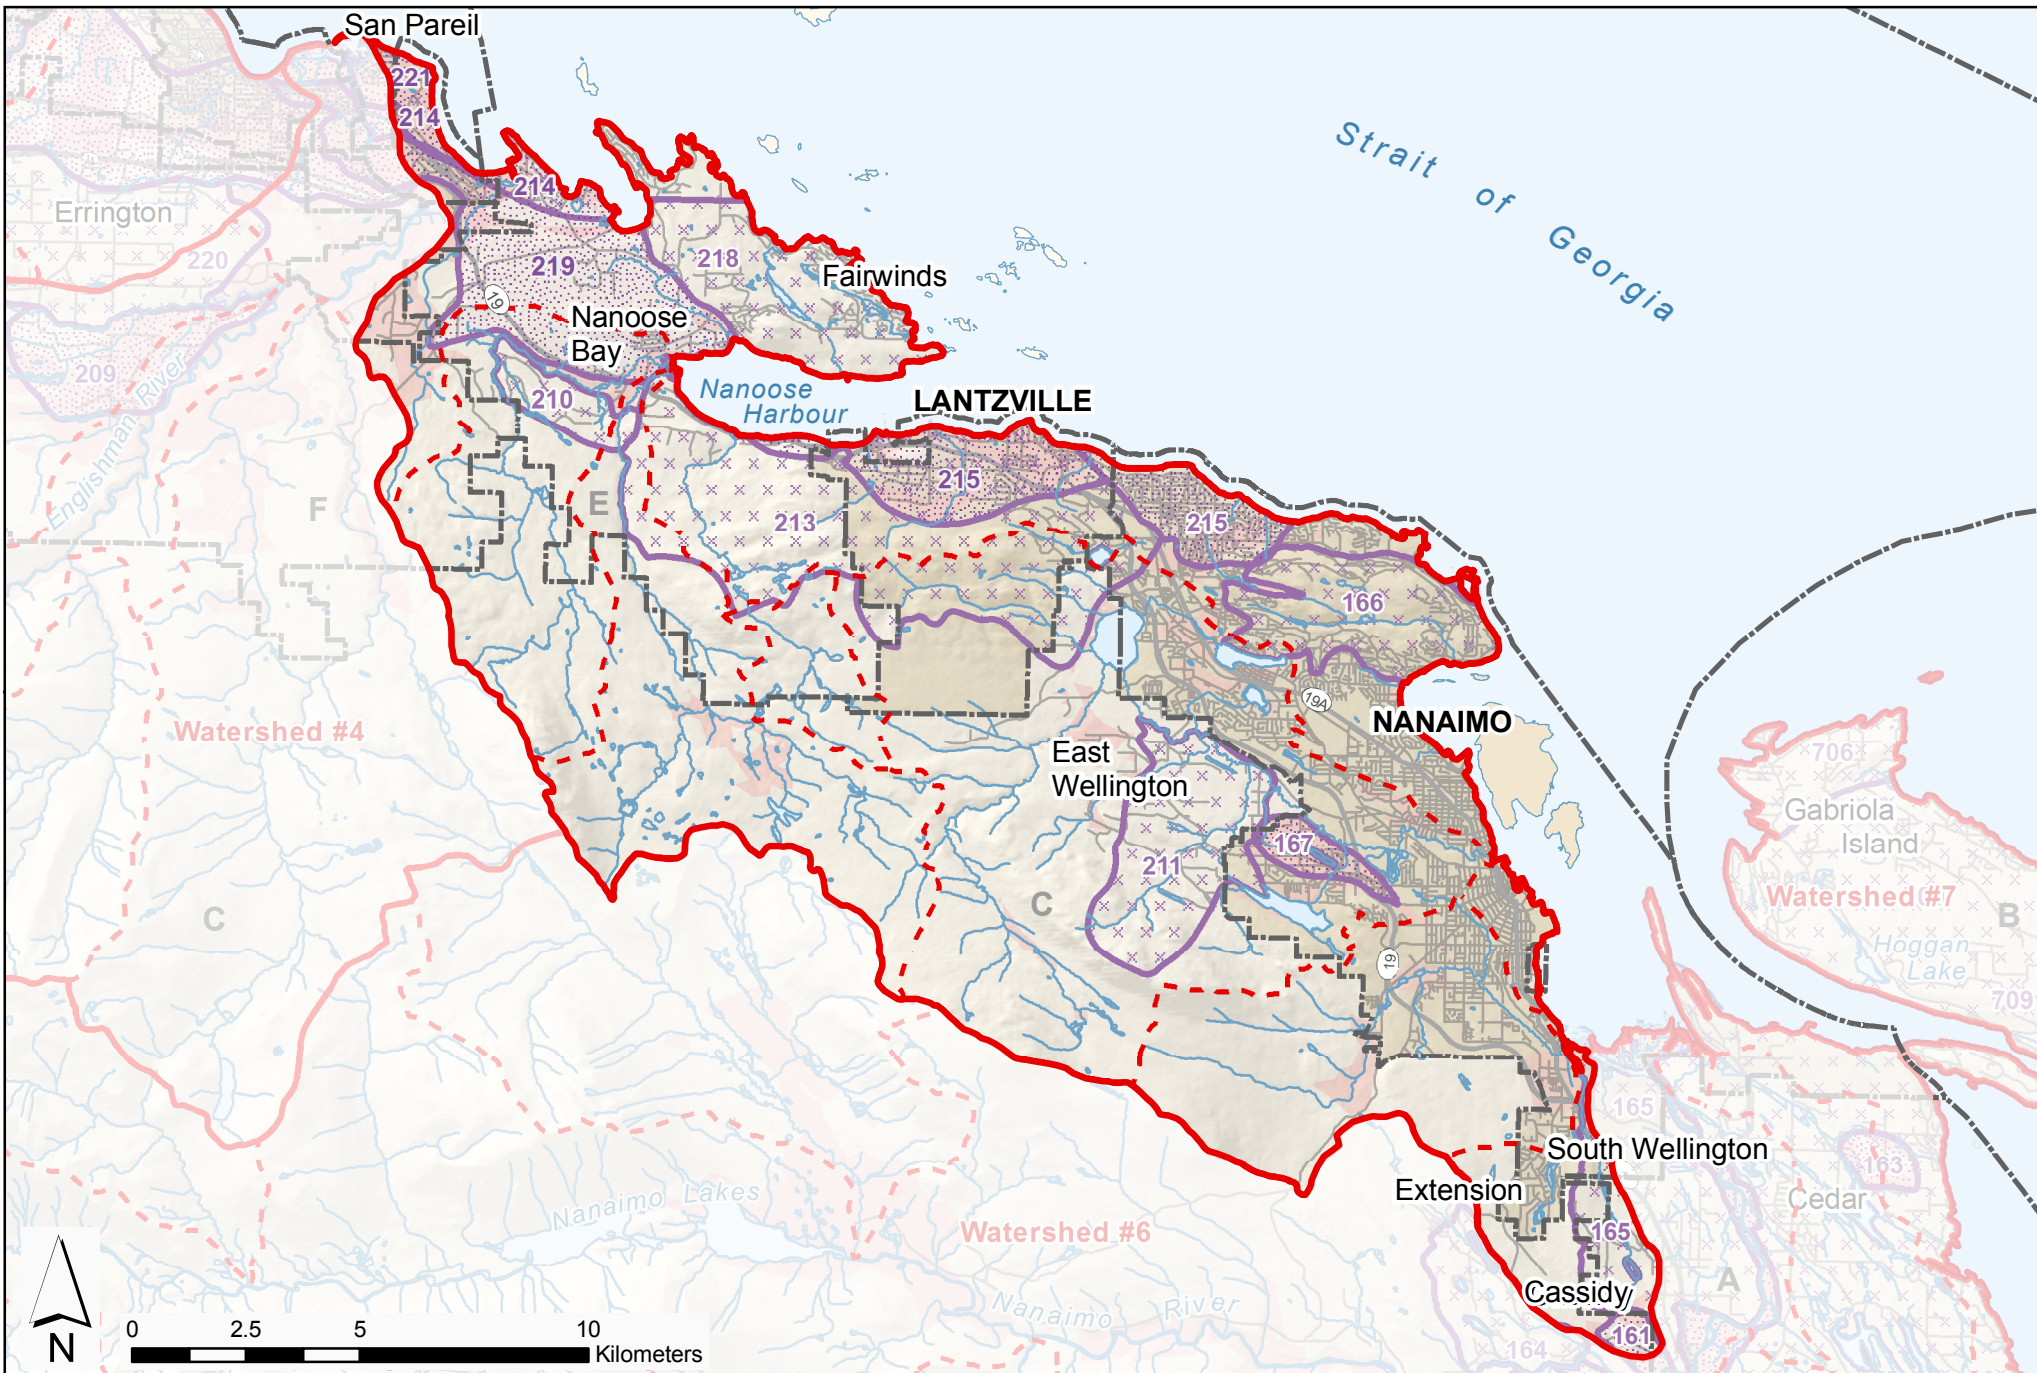 San Pareil
221
214
Strait of Georgia
214
Errington
220
219
218
Fairwinds
19
Nanoose
Bay
209
Nanoose
Harbour
210
LANTZVILLE
Englishman River
F
E
215
213
215
166
Watershed #4
19A
NANAIMO
706
East
Wellington
Gabriola
Island
167
211
Watershed #7
C
C
B
Hoggan
Lake
19
709
165
South Wellington
163
Extension
Cedar
Nanaimo Lakes
Watershed #6
165
A
Cassidy
Nanaimo River
161
164
N
0 2.5 5 10
Kilometers